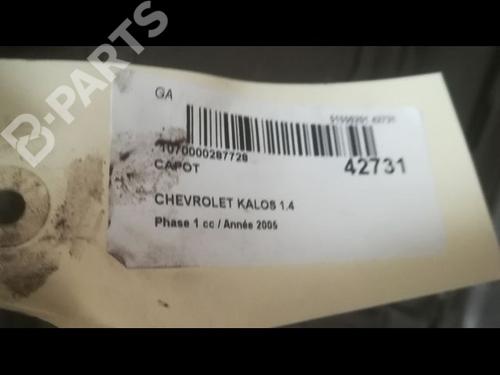 B-PARTS
GA
1070000287728
42731
CAPOT
CHEVROLET KALOS 1.4
Phase 1 cc / Année 2005